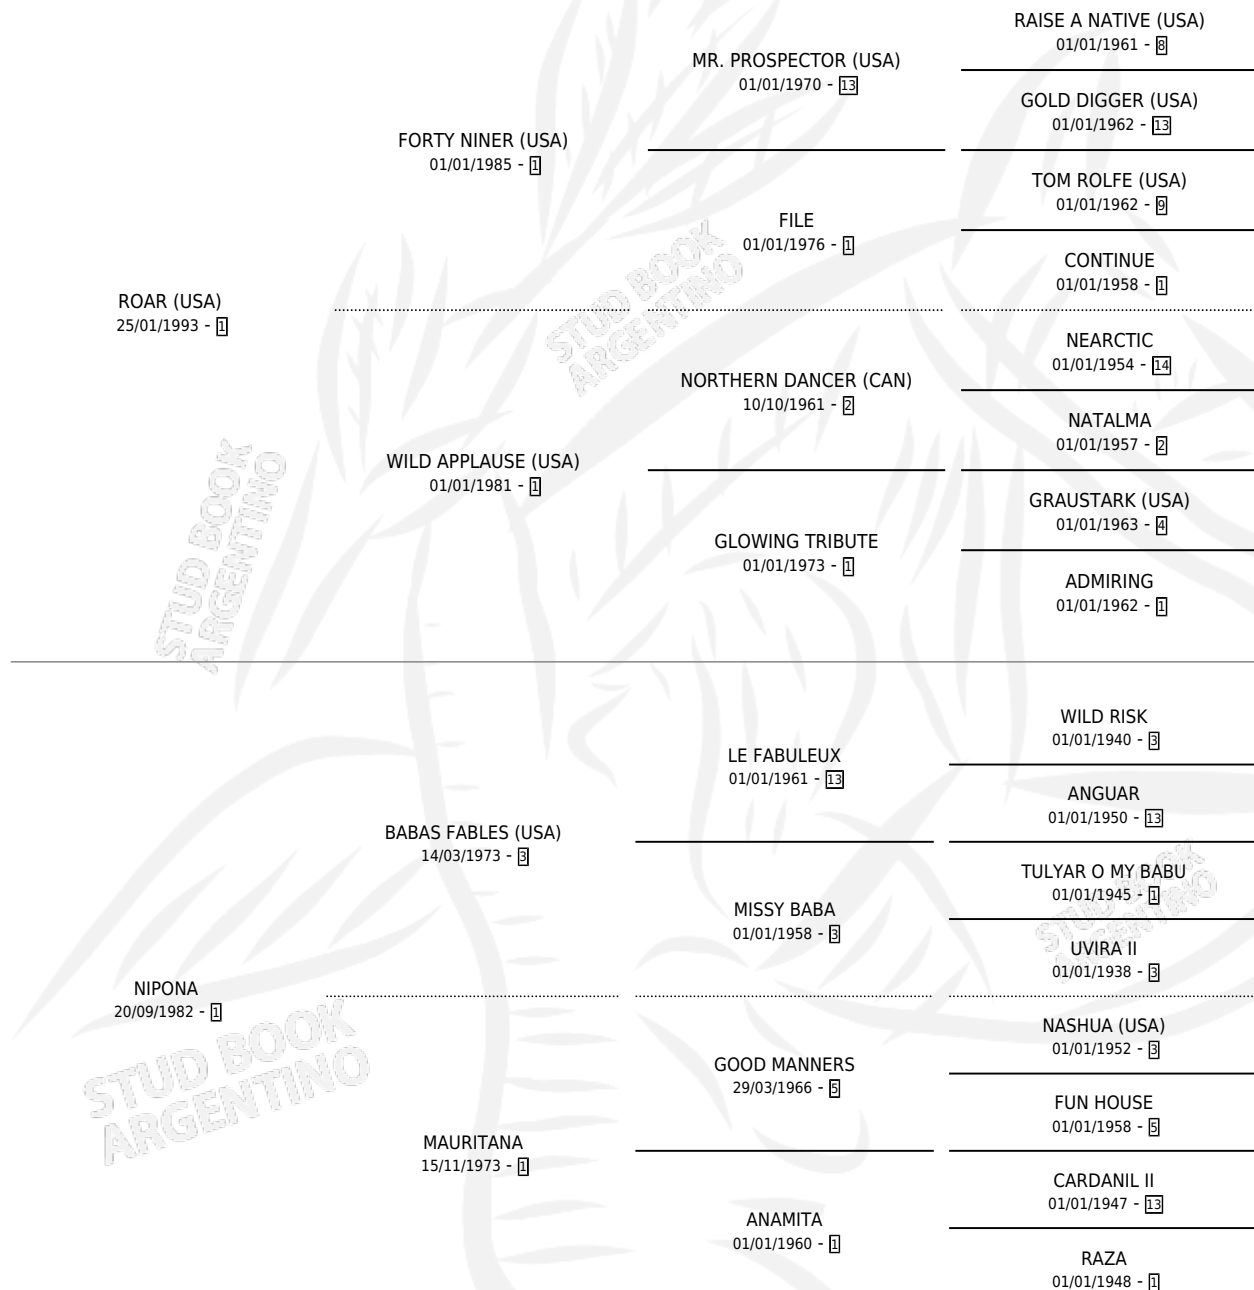 RAISE A NATIVE (USA)
01/01/1961 - 8
MR. PROSPECTOR (USA)
01/01/1970 - 13
GOLD DIGGER (USA)
01/01/1962 - 13
FORTY NINER (USA)
01/01/1985 - 1
TOM ROLFE (USA)
01/01/1962 - 9
FILE
01/01/1976 - 1
CONTINUE
01/01/1958 - 1
ROAR (USA)
25/01/1993 - 1
NEARCTIC
01/01/1954 - 14
NORTHERN DANCER (CAN)
10/10/1961 - 2
NATALMA
01/01/1957 - 2
WILD APPLAUSE (USA)
01/01/1981 - 1
GRAUSTARK (USA)
01/01/1963 - 4
GLOWING TRIBUTE
01/01/1973 - 1
ADMIRING
01/01/1962 - 1
WILD RISK
01/01/1940 - 3
LE FABULEUX
01/01/1961 - 13
ANGUAR
01/01/1950 - 13
BABAS FABLES (USA)
14/03/1973 - 3
TULYAR O MY BABU
01/01/1945 - 1
MISSY BABA
01/01/1958 - 3
UVIRA II
01/01/1938 - 3
NIPONA
20/09/1982 - 1
NASHUA (USA)
01/01/1952 - 3
GOOD MANNERS
29/03/1966 - 5
FUN HOUSE
01/01/1958 - 5
MAURITANA
15/11/1973 - 1
CARDANIL II
01/01/1947 - 13
ANAMITA
01/01/1960 - 1
RAZA
01/01/1948 - 1
STUD BOOK
ARGENTINO
STUD BOOK
ARGENTINO
STUD BOOK
ARGENTINO
STUD BOOK
ARGENTINO